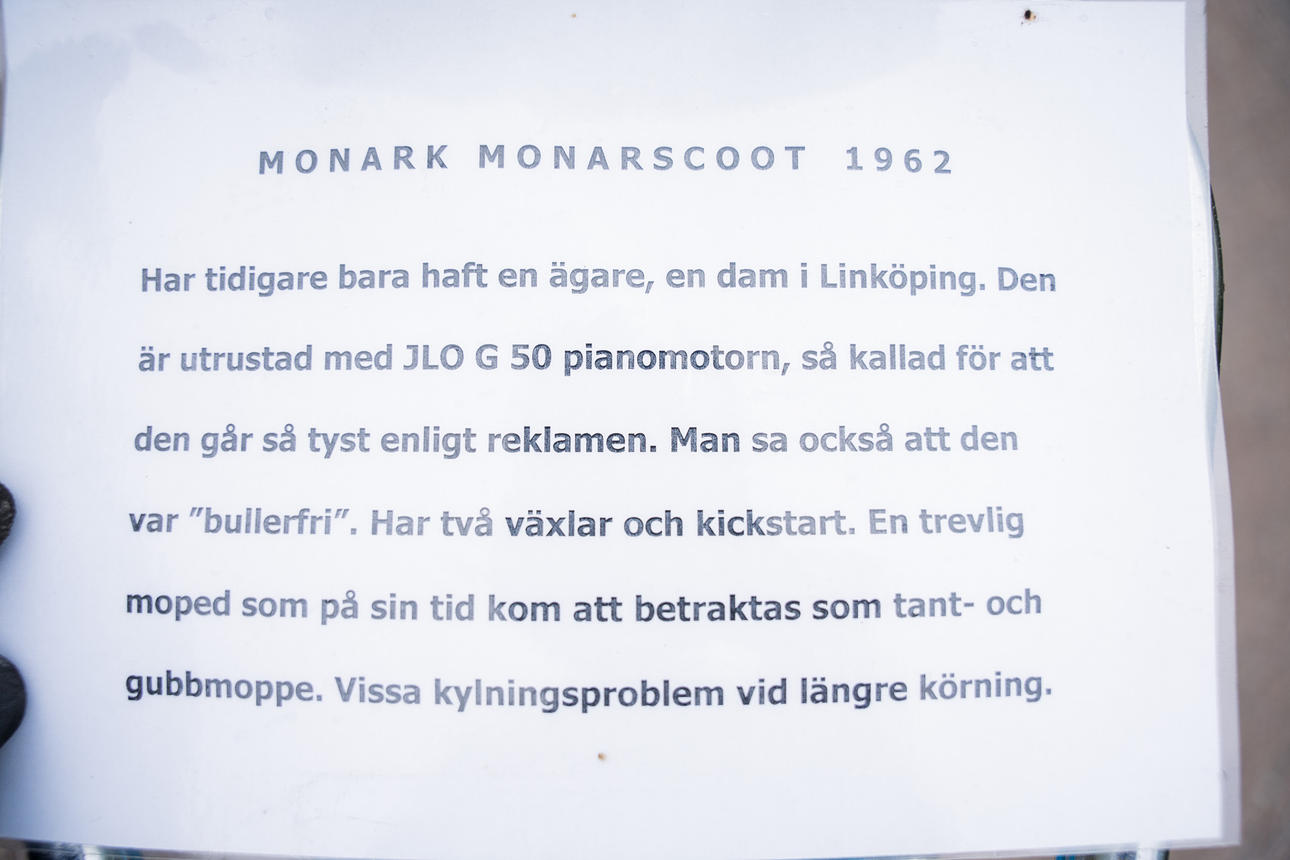 MONARK MONARSCOOT 1962
Har tidigare bara haft en ägare, en dam i Linköping. Den
är utrustad med JLO G 50 pianomotorn, så kallad för att
den går så tyst enligt reklamen. Man sa också att den
var ”bullerfri”. Har två växlar och kickstart. En trevlig
moped som på sin tid kom att betraktas som tant- och
gubbmoppe. Vissa kylningsproblem vid längre körning.